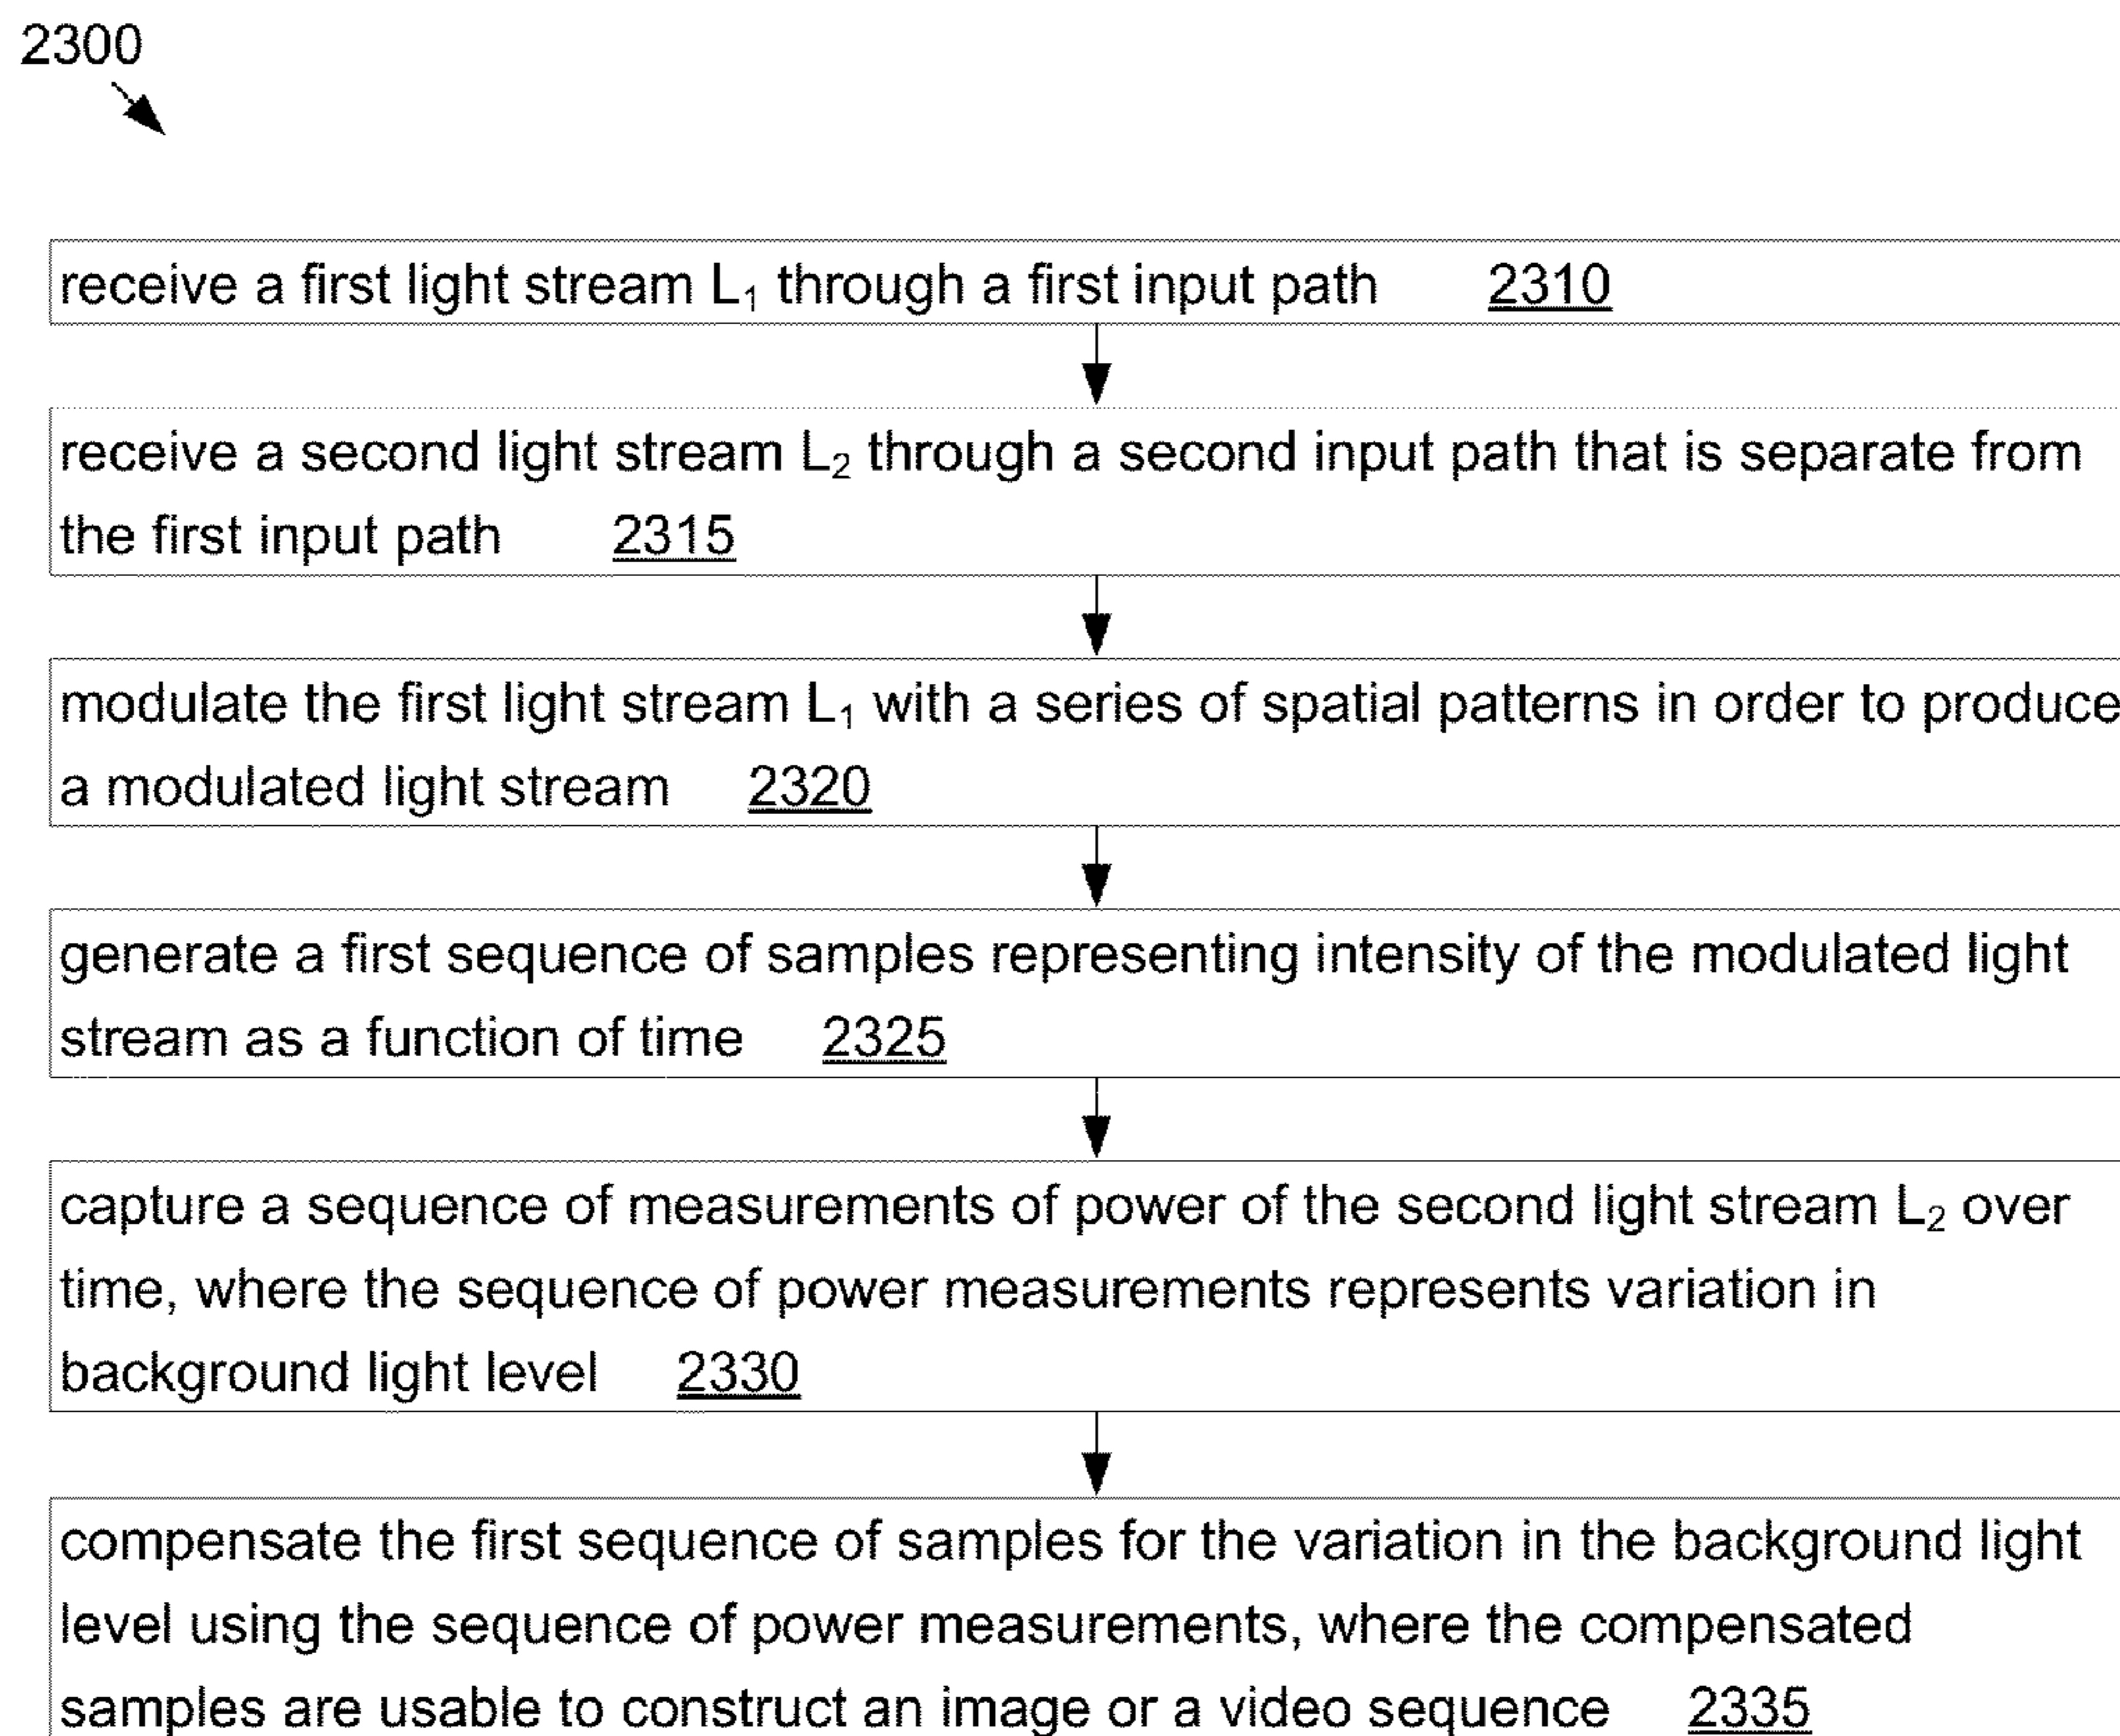 2300
receive a first light stream L₁ through a first input path 2310
receive a second light stream L₂ through a second input path that is separate from
the first input path 2315
modulate the first light stream L₁ with a series of spatial patterns in order to produce
a modulated light stream 2320
generate a first sequence of samples representing intensity of the modulated light
stream as a function of time 2325
capture a sequence of measurements of power of the second light stream L₂ over
time, where the sequence of power measurements represents variation in
background light level 2330
compensate the first sequence of samples for the variation in the background light
level using the sequence of power measurements, where the compensated
samples are usable to construct an image or a video sequence 2335